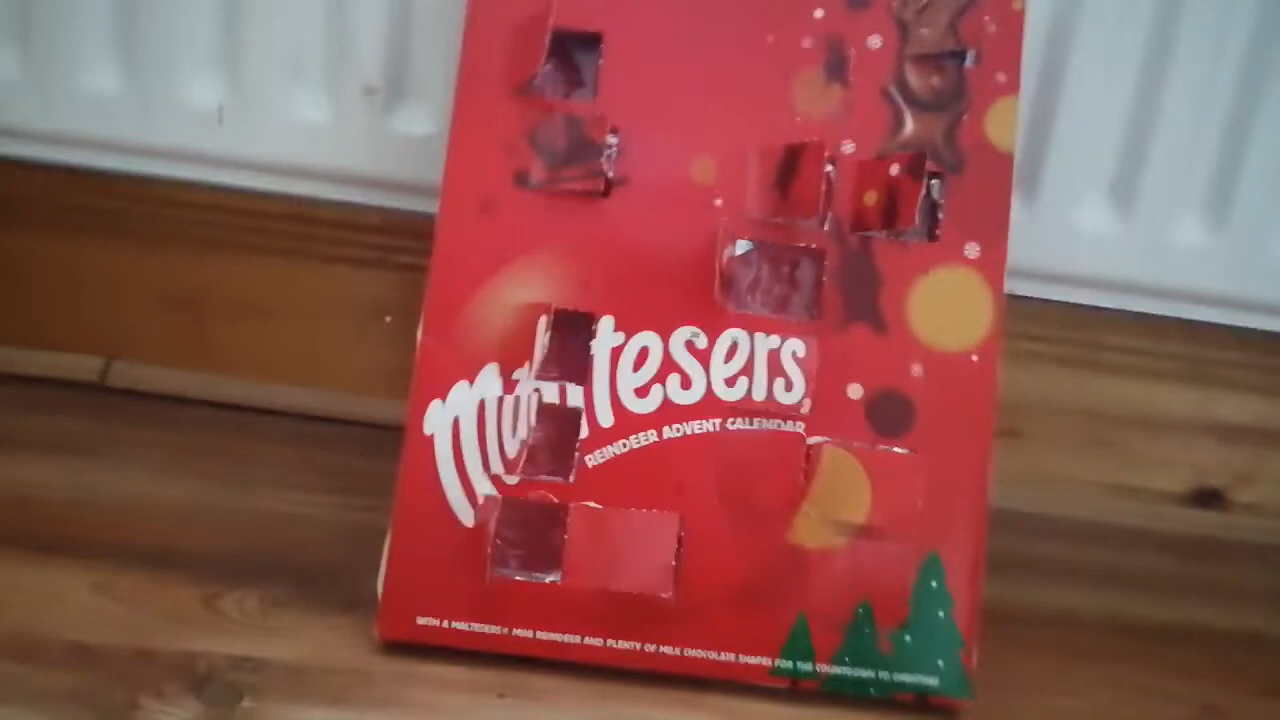 Maltesers
REINDEER ADVENT CALENDAR
WITH A MALTESERS® MINI REINDEER AND PLENTY OF MILK CHOCOLATE SHAPES FOR THE COUNTDOWN TO CHRISTMAS